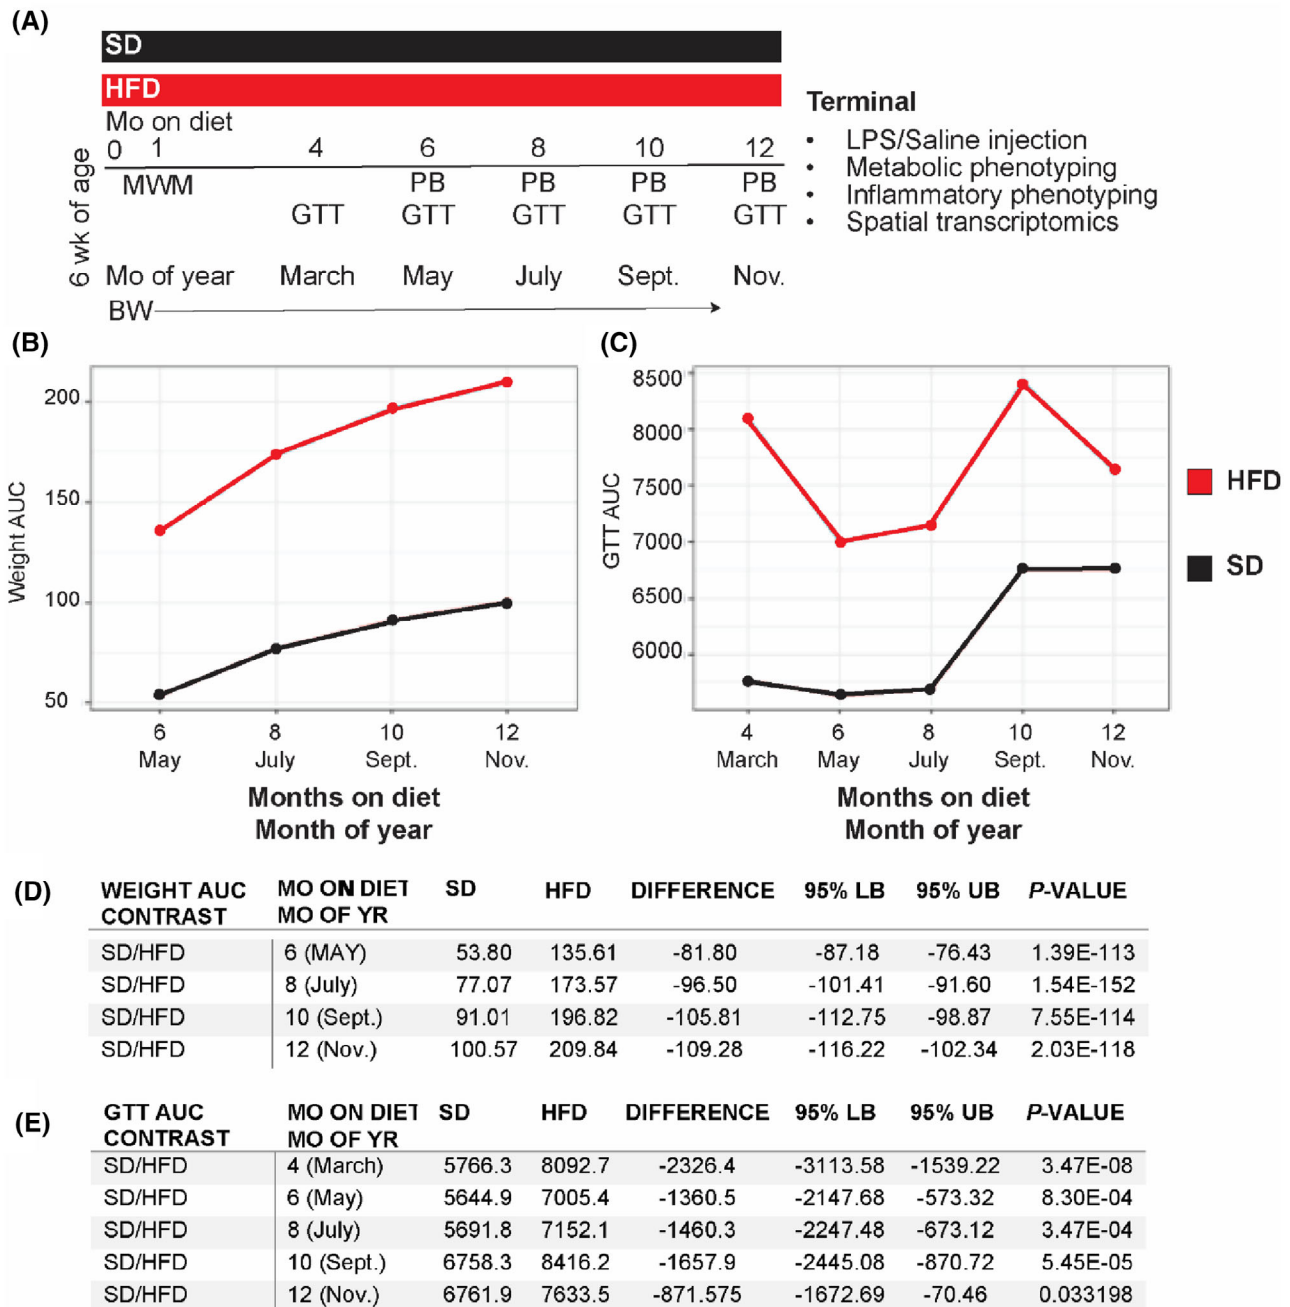 (A)
SD
HFD
Mo on diet
0 1 4 6 8 10 12
6 wk of age
MWM PB PB PB PB
GTT GTT GTT GTT GTT
Mo of year March May July Sept. Nov.
BW
Terminal
• LPS/Saline injection
• Metabolic phenotyping
• Inflammatory phenotyping
• Spatial transcriptomics
(B)
Weight AUC
200
150
100
50
6 8 10 12
May July Sept. Nov.
Months on diet
Month of year
(C)
GTT AUC
8500
8000
7500
7000
6500
6000
4 6 8 10 12
March May July Sept. Nov.
Months on diet
Month of year
HFD
SD
(D)
WEIGHT AUC MO ON DIET SD HFD DIFFERENCE 95% LB 95% UB P-VALUE
CONTRAST MO OF YR
SD/HFD 6 (MAY) 53.80 135.61 -81.80 -87.18 -76.43 1.39E-113
SD/HFD 8 (July) 77.07 173.57 -96.50 -101.41 -91.60 1.54E-152
SD/HFD 10 (Sept.) 91.01 196.82 -105.81 -112.75 -98.87 7.55E-114
SD/HFD 12 (Nov.) 100.57 209.84 -109.28 -116.22 -102.34 2.03E-118
(E)
GTT AUC MO ON DIET SD HFD DIFFERENCE 95% LB 95% UB P-VALUE
CONTRAST MO OF YR
SD/HFD 4 (March) 5766.3 8092.7 -2326.4 -3113.58 -1539.22 3.47E-08
SD/HFD 6 (May) 5644.9 7005.4 -1360.5 -2147.68 -573.32 8.30E-04
SD/HFD 8 (July) 5691.8 7152.1 -1460.3 -2247.48 -673.12 3.47E-04
SD/HFD 10 (Sept.) 6758.3 8416.2 -1657.9 -2445.08 -870.72 5.45E-05
SD/HFD 12 (Nov.) 6761.9 7633.5 -871.575 -1672.69 -70.46 0.033198